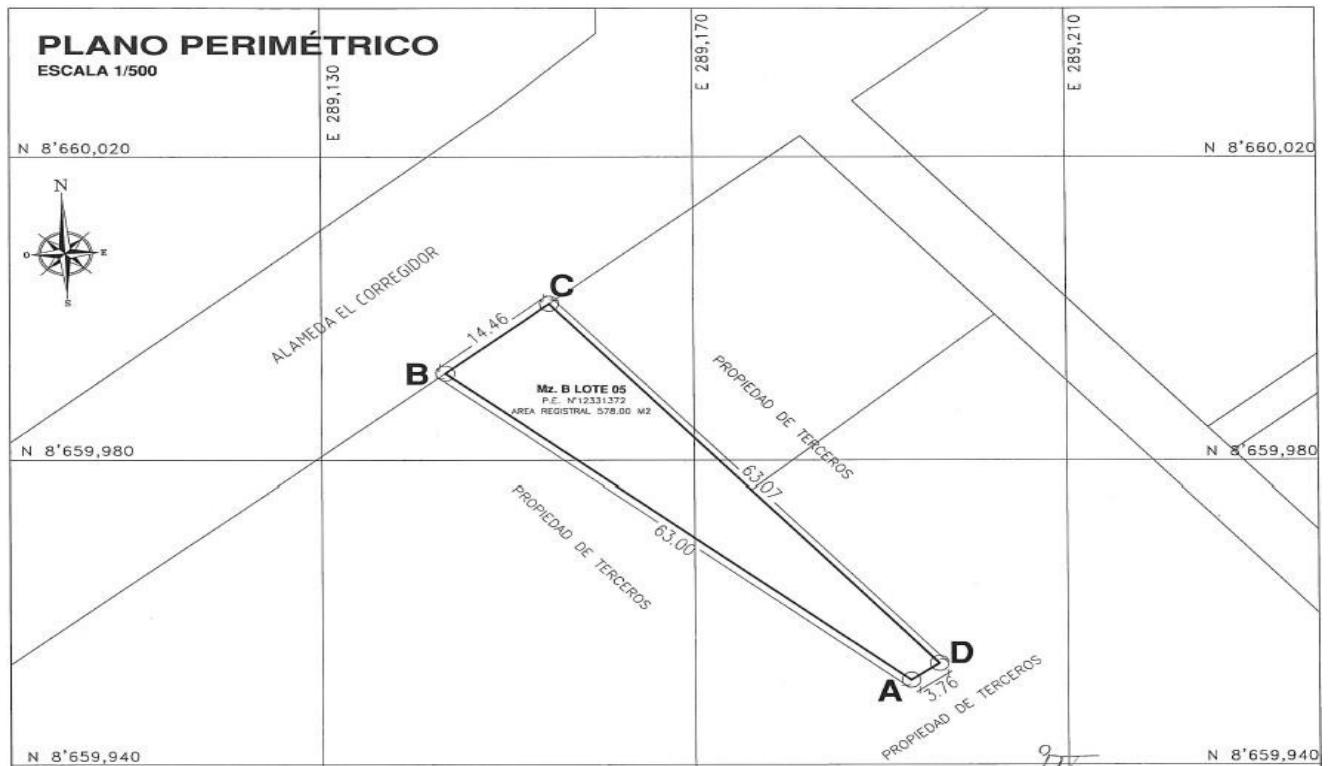 PLANO PERIMÉTRICO
ESCALA 1/500
E 289,130
E 289,170
E 289,210
N 8'660,020
N 8'660,020
N
O
E
S
ALAMEDA EL CORREGIDOR
C
14.46
B
Mz. B LOTE 05
P.E. N°12331372
AREA REGISTRAL 578.00 M2
PROPIEDAD DE TERCEROS
N 8'659,980
N 8'659,980
63.07
PROPIEDAD DE TERCEROS
63.00
D
A
3.76
PROPIEDAD DE TERCEROS
N 8'659,940
N 8'659,940